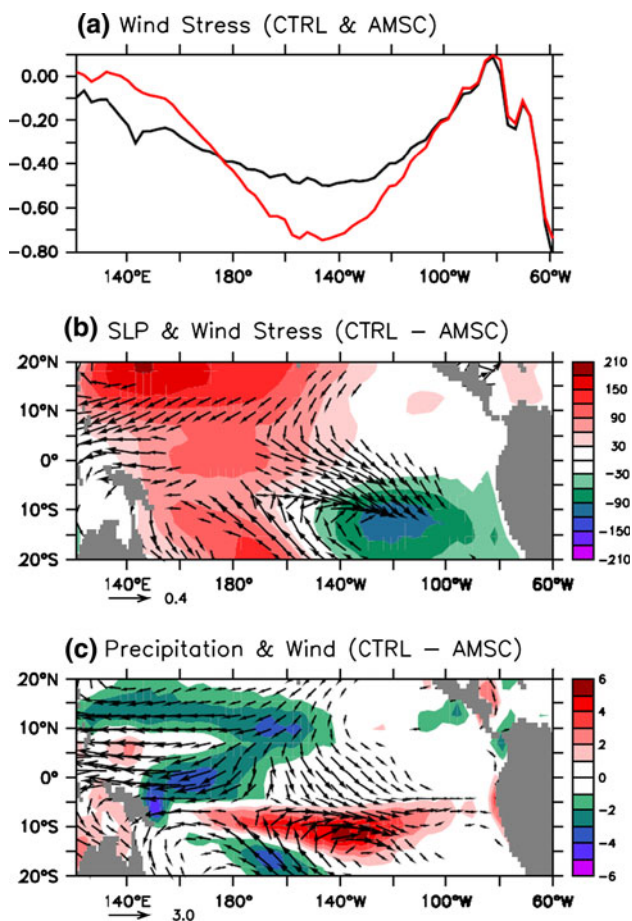 (a) Wind Stress (CTRL & AMSC)
0.00
-0.20
-0.40
-0.60
-0.80
140°E 180° 140°W 100°W 60°W
(b) SLP & Wind Stress (CTRL – AMSC)
20°N
10°N
0°
10°S
20°S
210
150
90
30
-30
-90
-150
-210
140°E 180° 140°W 100°W 60°W
0.4
(c) Precipitation & Wind (CTRL – AMSC)
20°N
10°N
0°
10°S
20°S
6
4
2
1
0
-1
-2
-4
-6
140°E 180° 140°W 100°W 60°W
3.0